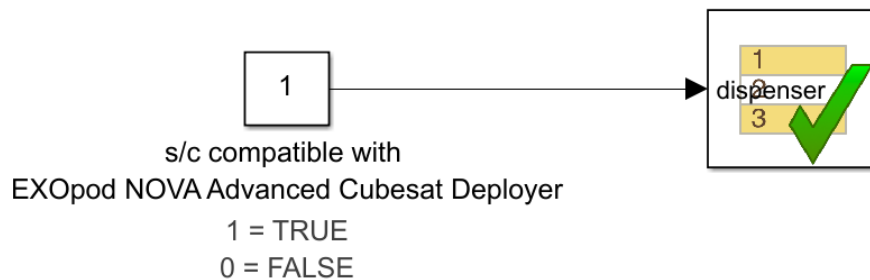 1
1
dispenser
2
3
s/c compatible with
EXOpod NOVA Advanced Cubesat Deployer
1 = TRUE
0 = FALSE